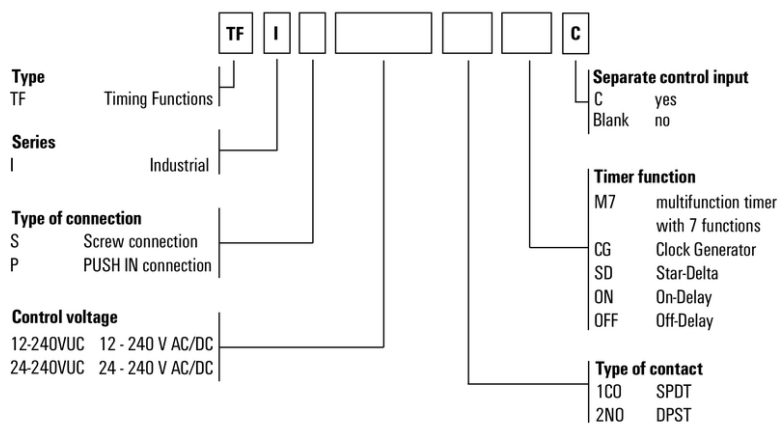 TF I C
Type
TF Timing Functions
Series
I Industrial
Type of connection
S Screw connection
P PUSH IN connection
Control voltage
12-240VUC 12 - 240 V AC/DC
24-240VUC 24 - 240 V AC/DC
Separate control input
C yes
Blank no
Timer function
M7 multifunction timer
with 7 functions
CG Clock Generator
SD Star-Delta
ON On-Delay
OFF Off-Delay
Type of contact
1CO SPDT
2NO DPST